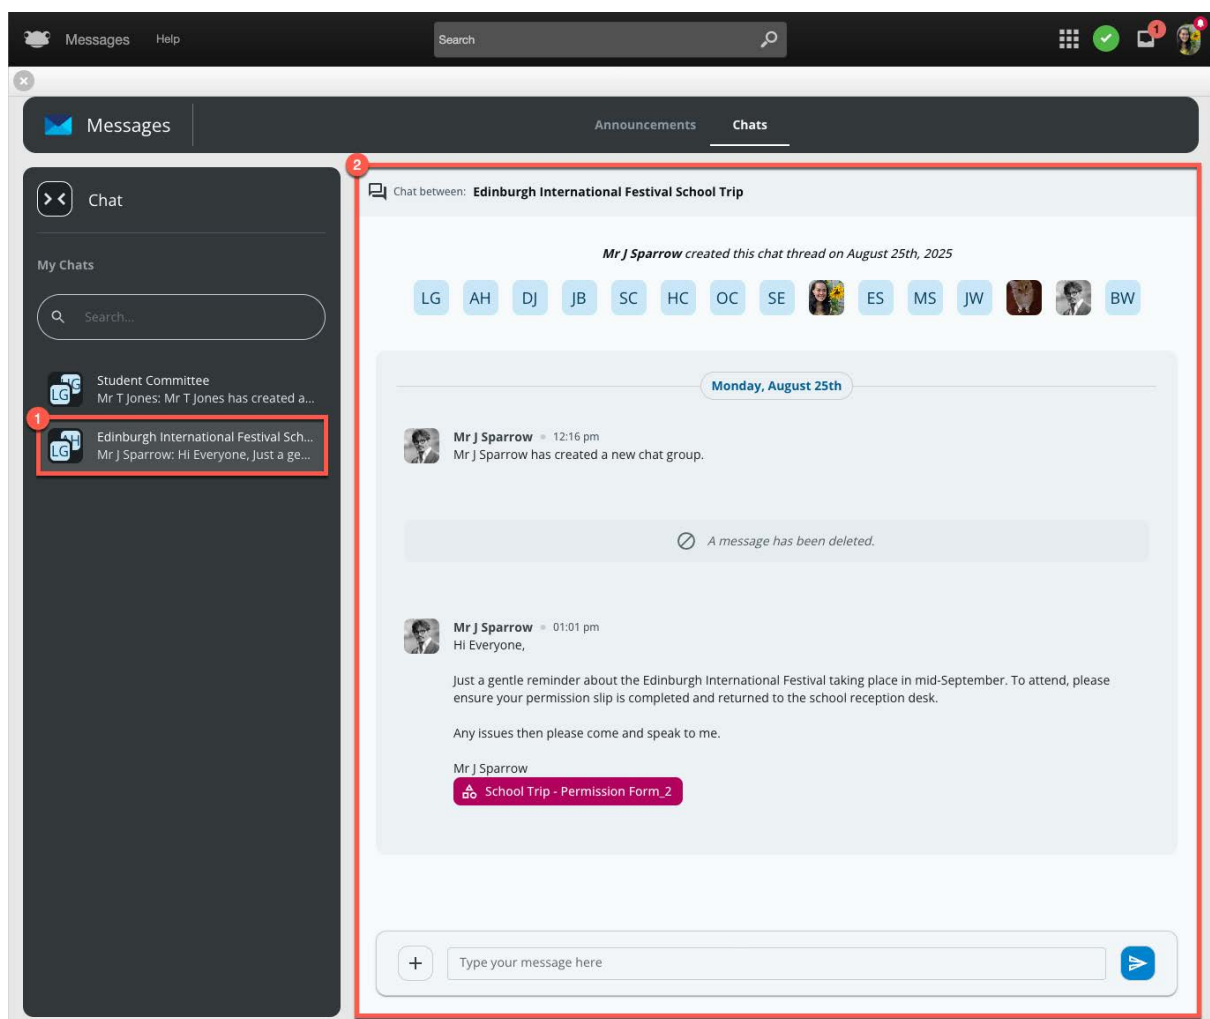 Messages Help Search 1
Messages Announcements Chats
2
Chat
Chat between: Edinburgh International Festival School Trip
My Chats
Search...
Mr J Sparrow created this chat thread on August 25th, 2025
LG AH DJ JB SC HC OC SE ES MS JW BW
LG
Student Committee
Mr T Jones: Mr T Jones has created a...
1
LG
Edinburgh International Festival Sch...
Mr J Sparrow: Hi Everyone, Just a ge...
Monday, August 25th
Mr J Sparrow 12:16 pm
Mr J Sparrow has created a new chat group.
A message has been deleted.
Mr J Sparrow 01:01 pm
Hi Everyone,
Just a gentle reminder about the Edinburgh International Festival taking place in mid-September. To attend, please
ensure your permission slip is completed and returned to the school reception desk.
Any issues then please come and speak to me.
Mr J Sparrow
School Trip - Permission Form_2
Type your message here